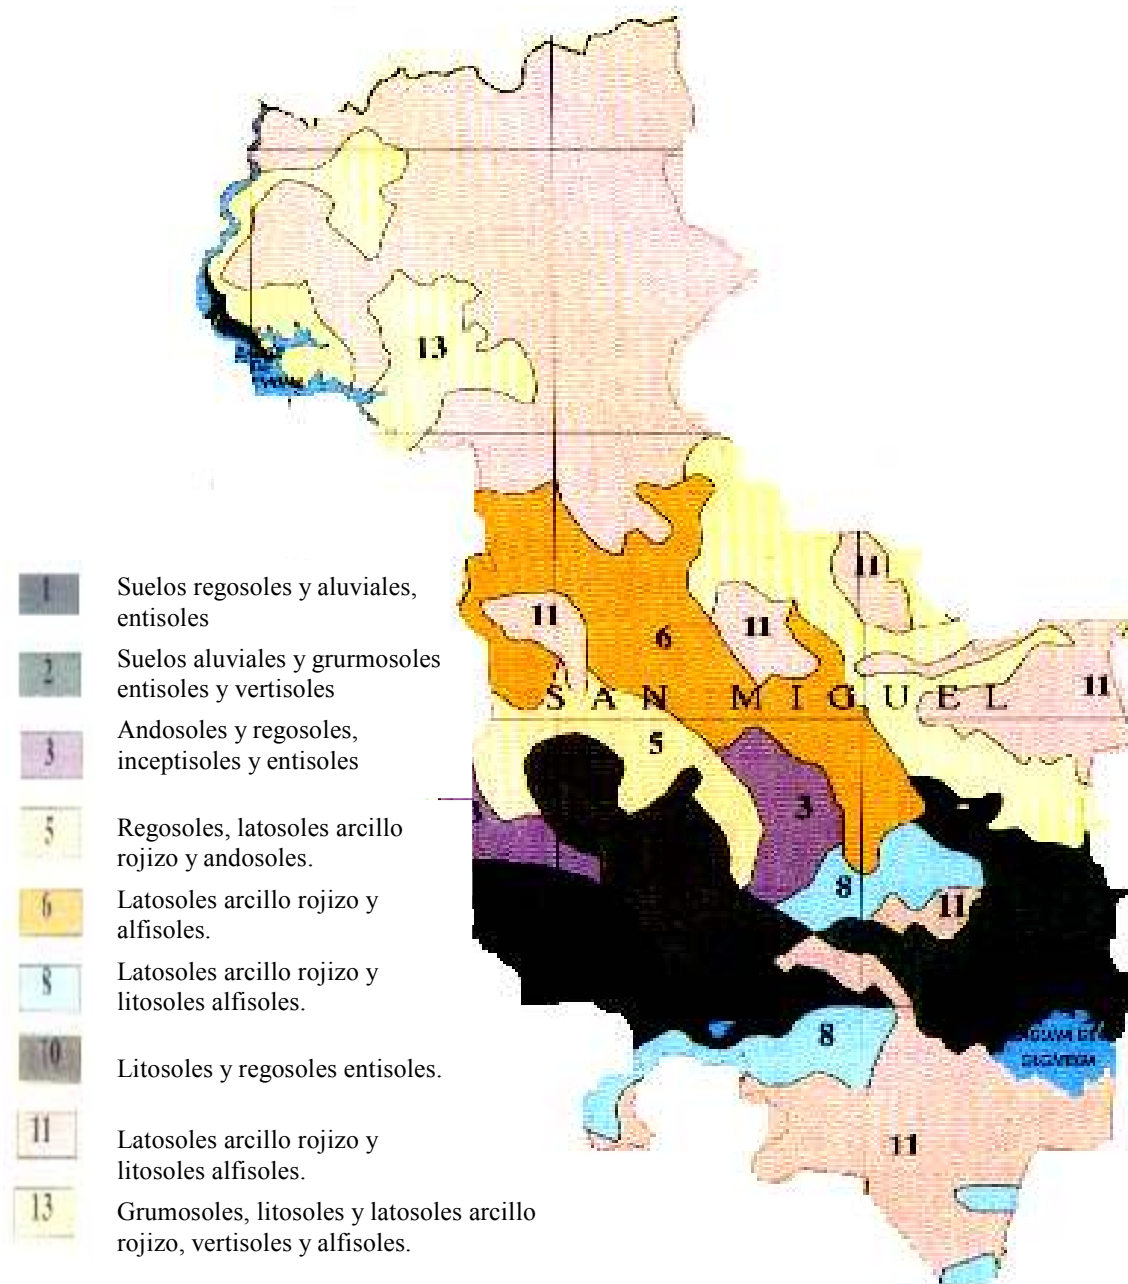 13
11
11
6
11
11
SAN MIGUEL
5
3
8
11
8
11
1
Suelos regosoles y aluviales,
entisoles
2
Suelos aluviales y grurmosoles
entisoles y vertisoles
3
Andosoles y regosoles,
inceptisoles y entisoles
5
Regosoles, latosoles arcillo
rojizo y andosoles.
6
Latosoles arcillo rojizo y
alfisoles.
8
Latosoles arcillo rojizo y
litosoles alfisoles.
10
Litosoles y regosoles entisoles.
11
Latosoles arcillo rojizo y
litosoles alfisoles.
13
Grumosoles, litosoles y latosoles arcillo
rojizo, vertisoles y alfisoles.